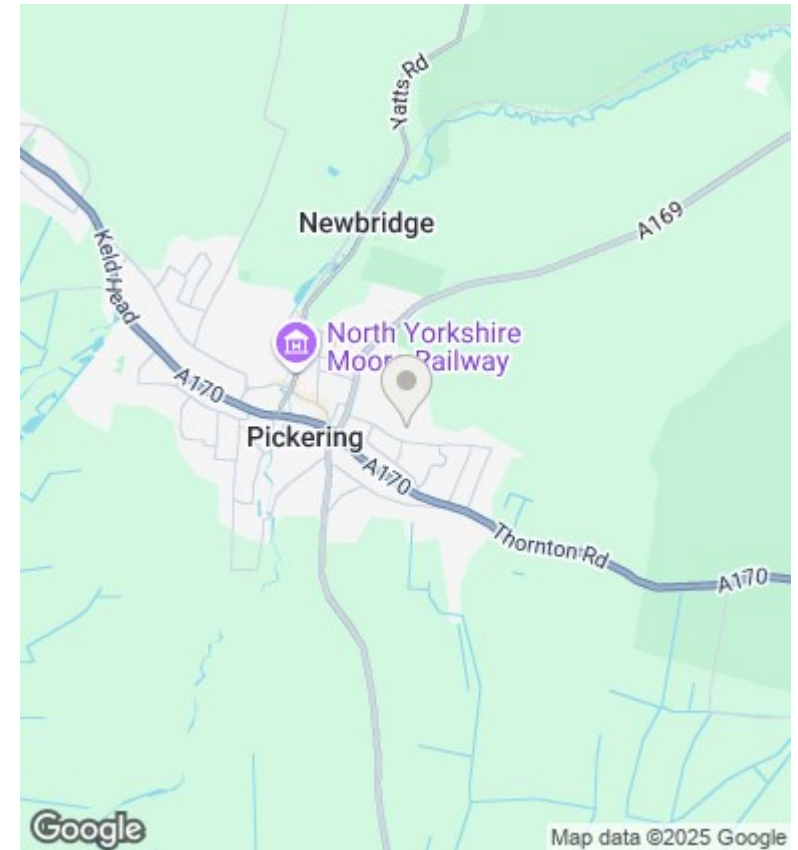 Yatts Rd
Newbridge
A169
Keld Head
North Yorkshire
Moors Railway
A170
Pickering
A170
Thornton Rd
A170
Google
Map data ©2025 Google